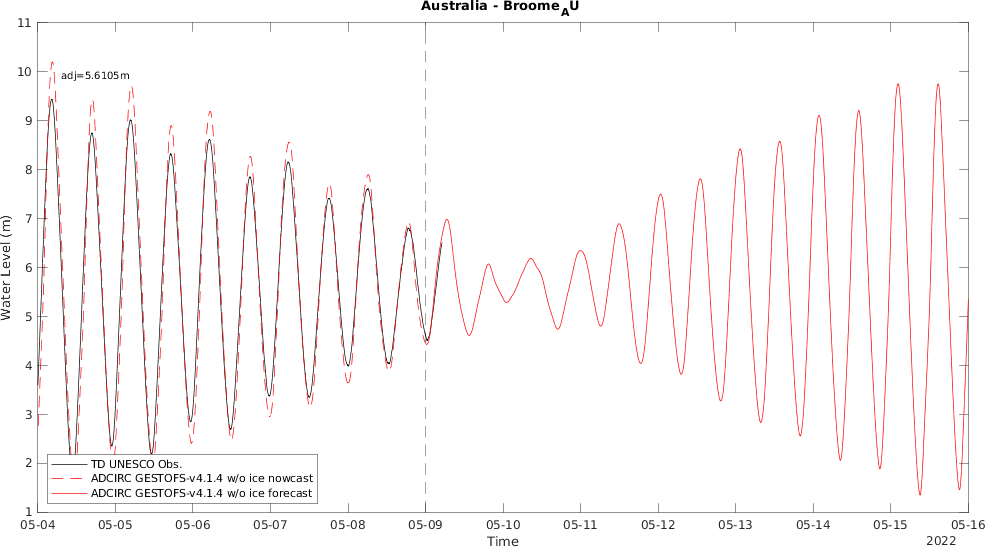 Australia - Broome_AU
adj=5.6105m
11
10
9
8
7
6
5
4
3
2
1
Water Level (m)
TD UNESCO Obs.
ADCIRC GESTOFS-v4.1.4 w/o ice nowcast
ADCIRC GESTOFS-v4.1.4 w/o ice forecast
05-04 05-05 05-06 05-07 05-08 05-09 05-10 05-11 05-12 05-13 05-14 05-15 05-16
Time
2022